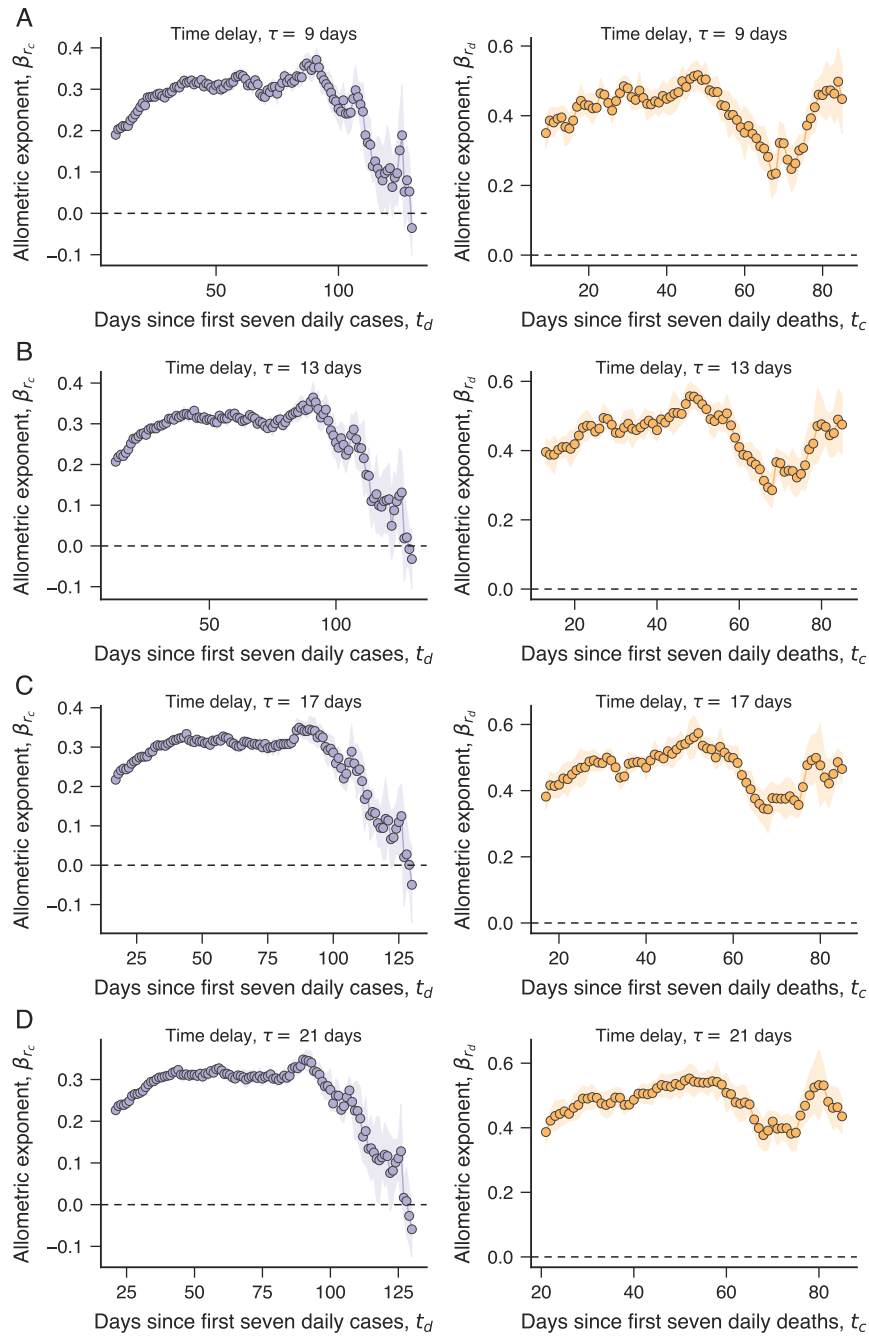 A
Time delay, τ = 9 days
Allometric exponent, β_{r_c}
0.4
0.3
0.2
0.1
0.0
−0.1
50
100
Days since first seven daily cases, t_d
Time delay, τ = 9 days
Allometric exponent, β_{r_d}
0.6
0.4
0.2
0.0
20
40
60
80
Days since first seven daily deaths, t_c
B
Time delay, τ = 13 days
Allometric exponent, β_{r_c}
0.4
0.3
0.2
0.1
0.0
−0.1
50
100
Days since first seven daily cases, t_d
Time delay, τ = 13 days
Allometric exponent, β_{r_d}
0.6
0.4
0.2
0.0
20
40
60
80
Days since first seven daily deaths, t_c
C
Time delay, τ = 17 days
Allometric exponent, β_{r_c}
0.4
0.3
0.2
0.1
0.0
−0.1
25
50
75
100
125
Days since first seven daily cases, t_d
Time delay, τ = 17 days
Allometric exponent, β_{r_d}
0.6
0.4
0.2
0.0
20
40
60
80
Days since first seven daily deaths, t_c
D
Time delay, τ = 21 days
Allometric exponent, β_{r_c}
0.3
0.2
0.1
0.0
−0.1
25
50
75
100
125
Days since first seven daily cases, t_d
Time delay, τ = 21 days
Allometric exponent, β_{r_d}
0.6
0.4
0.2
0.0
20
40
60
80
Days since first seven daily deaths, t_c